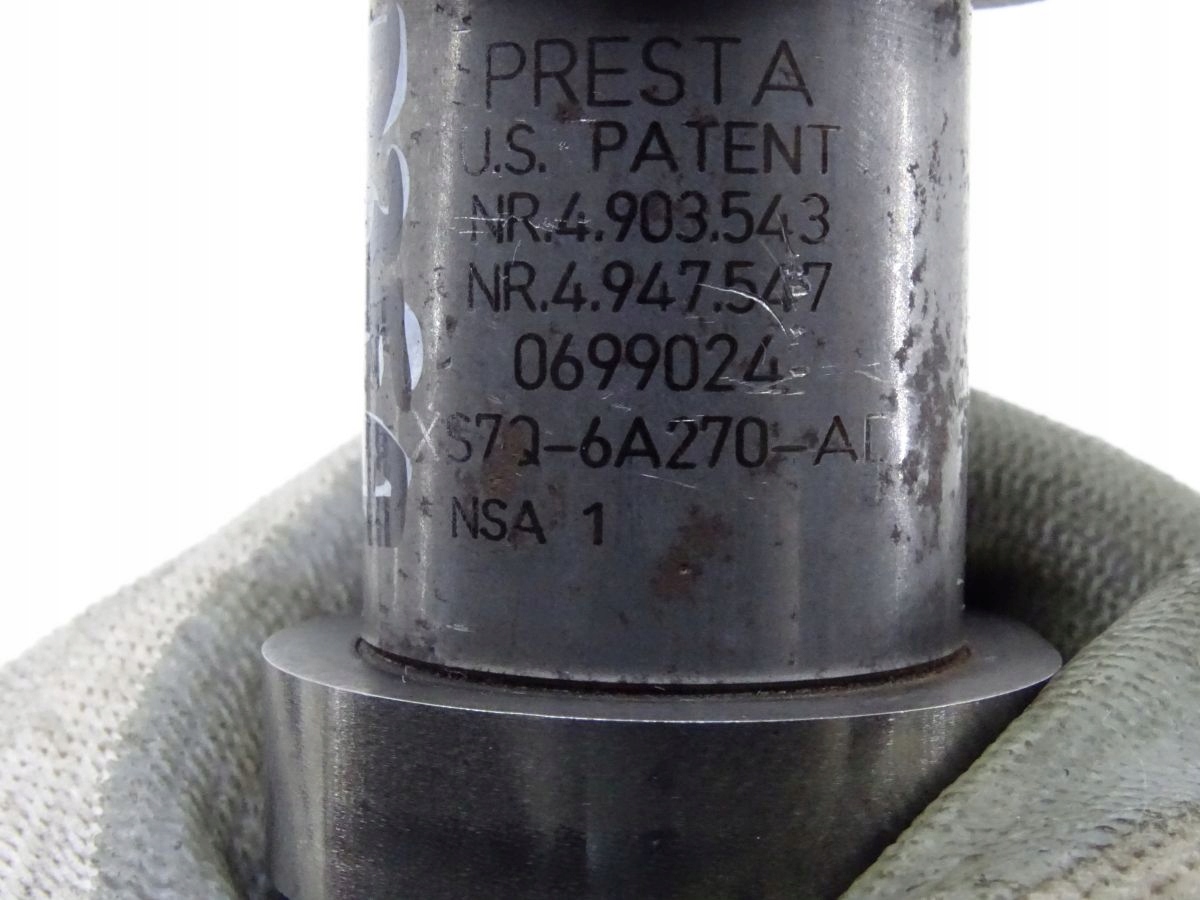 PRESTA
U.S. PATENT
NR.4.903.543
NR.4.947.547
0699024
XS7Q-6A270-AD
NSA 1